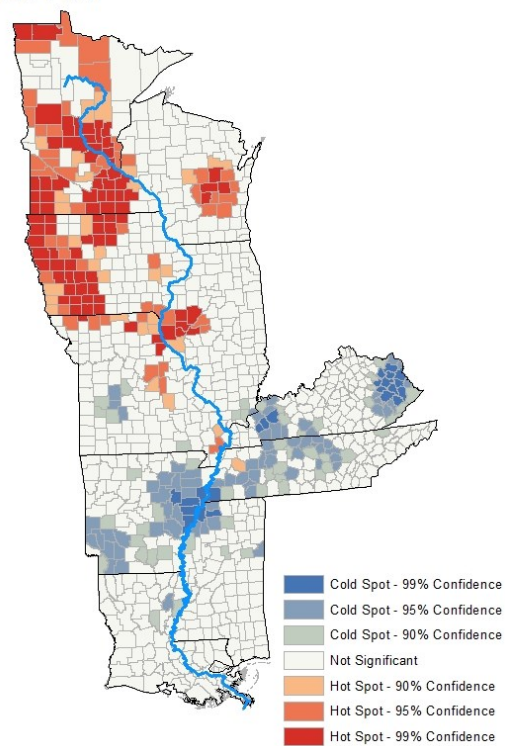 Cold Spot - 99% Confidence
Cold Spot - 95% Confidence
Cold Spot - 90% Confidence
Not Significant
Hot Spot - 90% Confidence
Hot Spot - 95% Confidence
Hot Spot - 99% Confidence